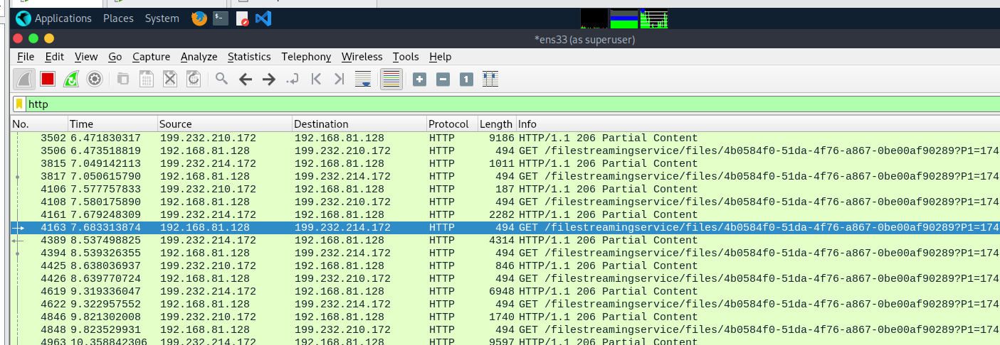 Applications Places System
*ens33 (as superuser)
File Edit View Go Capture Analyze Statistics Telephony Wireless Tools Help
http
No. Time Source Destination Protocol Length Info
3502 6.471830317 199.232.210.172 192.168.81.128 HTTP 9186 HTTP/1.1 206 Partial Content
3506 6.473518819 192.168.81.128 199.232.210.172 HTTP 494 GET /filestreamingservice/files/4b0584f0-51da-4f76-a867-0be00af90289?P1=174
3815 7.049142113 199.232.214.172 192.168.81.128 HTTP 1011 HTTP/1.1 206 Partial Content
3817 7.050615790 192.168.81.128 199.232.214.172 HTTP 494 GET /filestreamingservice/files/4b0584f0-51da-4f76-a867-0be00af90289?P1=174
4106 7.577757833 199.232.210.172 192.168.81.128 HTTP 187 HTTP/1.1 206 Partial Content
4108 7.580175890 192.168.81.128 199.232.210.172 HTTP 494 GET /filestreamingservice/files/4b0584f0-51da-4f76-a867-0be00af90289?P1=174
4161 7.679248309 199.232.214.172 192.168.81.128 HTTP 2282 HTTP/1.1 206 Partial Content
4163 7.683313874 192.168.81.128 199.232.214.172 HTTP 494 GET /filestreamingservice/files/4b0584f0-51da-4f76-a867-0be00af90289?P1=174
4389 8.537498825 199.232.214.172 192.168.81.128 HTTP 4314 HTTP/1.1 206 Partial Content
4394 8.539326355 192.168.81.128 199.232.214.172 HTTP 494 GET /filestreamingservice/files/4b0584f0-51da-4f76-a867-0be00af90289?P1=174
4425 8.638036937 199.232.210.172 192.168.81.128 HTTP 846 HTTP/1.1 206 Partial Content
4426 8.639770724 192.168.81.128 199.232.210.172 HTTP 494 GET /filestreamingservice/files/4b0584f0-51da-4f76-a867-0be00af90289?P1=174
4619 9.319336047 199.232.214.172 192.168.81.128 HTTP 6948 HTTP/1.1 206 Partial Content
4622 9.322957552 192.168.81.128 199.232.214.172 HTTP 494 GET /filestreamingservice/files/4b0584f0-51da-4f76-a867-0be00af90289?P1=174
4846 9.821302008 199.232.210.172 192.168.81.128 HTTP 1740 HTTP/1.1 206 Partial Content
4848 9.823529931 192.168.81.128 199.232.210.172 HTTP 494 GET /filestreamingservice/files/4b0584f0-51da-4f76-a867-0be00af90289?P1=174
4963 10.358842306 199.232.214.172 192.168.81.128 HTTP 9597 HTTP/1.1 206 Partial Content